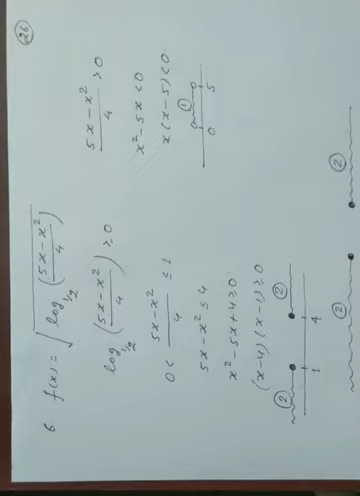 (26)
6 f(x) = √(log_{1/2} ((5x-x²)/4))
log_{1/2} ((5x-x²)/4) ≥ 0
0 < (5x-x²)/4 ≤ 1
5x-x² ≤ 4
x²-5x+4 ≥ 0
(x-4)(x-1) ≥ 0
② ②
1 4
(5x-x²)/4 > 0
x²-5x < 0
x(x-5) < 0
①
0 5
② ②